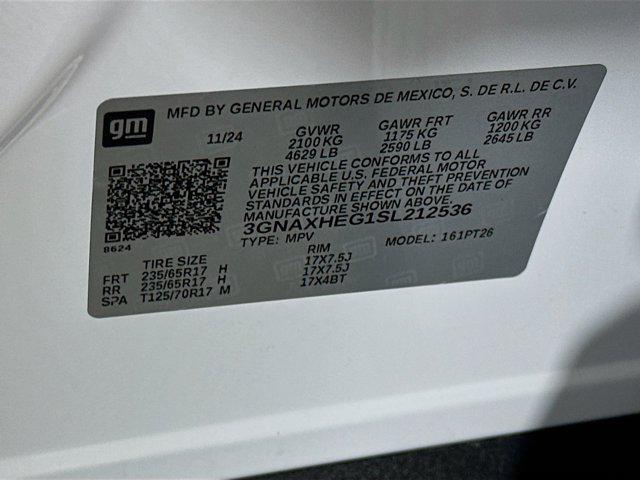 gm
MFD BY GENERAL MOTORS DE MEXICO, S. DE R.L. DE C.V.
11/24 GVWR GAWR FRT GAWR RR
2100 KG 1175 KG 1200 KG
4629 LB 2590 LB 2645 LB
THIS VEHICLE CONFORMS TO ALL
APPLICABLE U.S. FEDERAL MOTOR
VEHICLE SAFETY AND THEFT PREVENTION
STANDARDS IN EFFECT ON THE DATE OF
MANUFACTURE SHOWN ABOVE.
3GNAXHEG1SL212536
8624
TYPE: MPV MODEL: 161PT26
TIRE SIZE RIM
FRT 235/65R17 H 17X7.5J
RR 235/65R17 H 17X7.5J
SPA T125/70R17 M 17X4BT